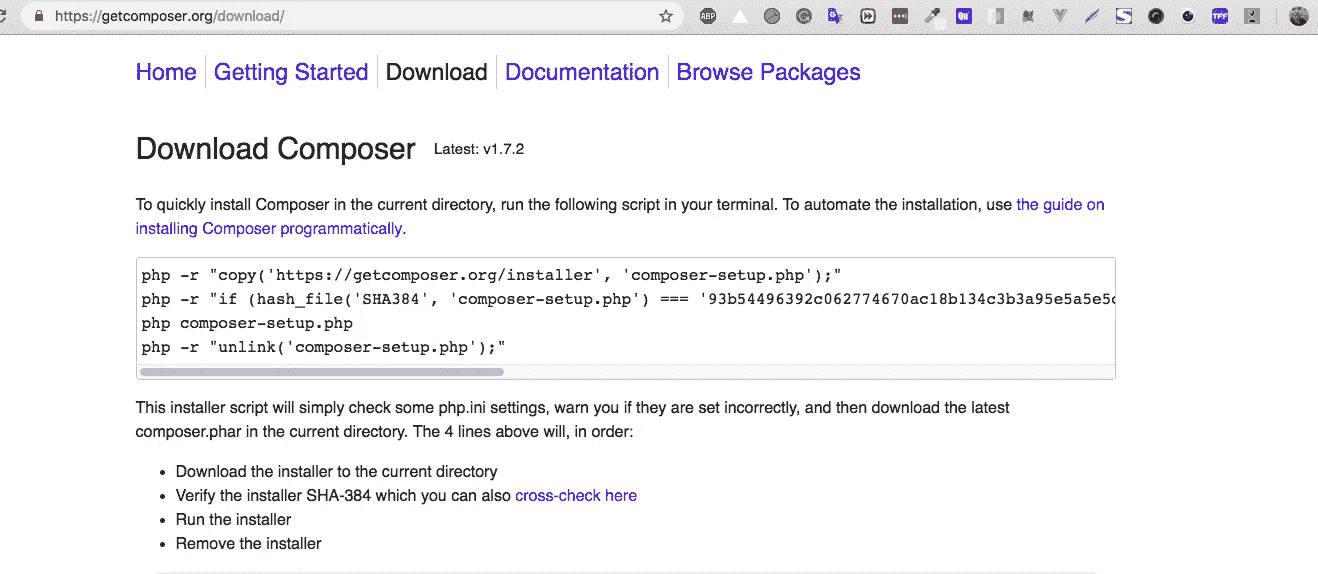 https://getcomposer.org/download/
ABP
TPF
Home Getting Started Download Documentation Browse Packages
Download Composer Latest: v1.7.2
To quickly install Composer in the current directory, run the following script in your terminal. To automate the installation, use the guide on
installing Composer programmatically.
php -r "copy('https://getcomposer.org/installer', 'composer-setup.php');"
php -r "if (hash_file('SHA384', 'composer-setup.php') === '93b54496392c062774670ac18b134c3b3a95e5a5e5
php composer-setup.php
php -r "unlink('composer-setup.php');"
This installer script will simply check some php.ini settings, warn you if they are set incorrectly, and then download the latest
composer.phar in the current directory. The 4 lines above will, in order:
• Download the installer to the current directory
• Verify the installer SHA-384 which you can also cross-check here
• Run the installer
• Remove the installer